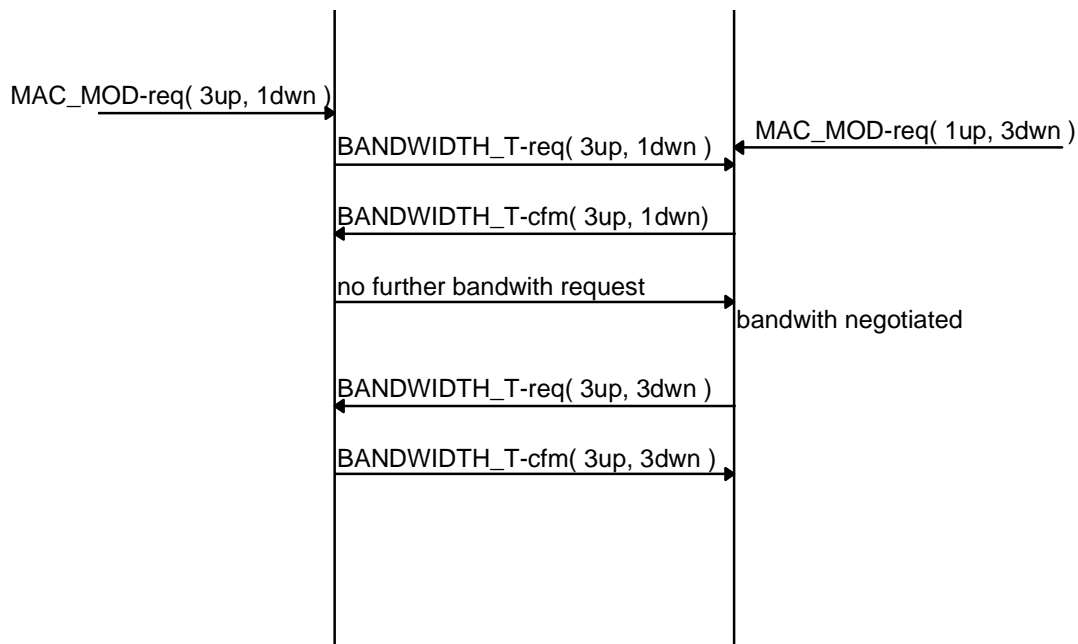 MAC_MOD-req( 3up, 1dwn )
MAC_MOD-req( 1up, 3dwn )
BANDWIDTH_T-req( 3up, 1dwn )
BANDWIDTH_T-cfm( 3up, 1dwn)
no further bandwith request
bandwith negotiated
BANDWIDTH_T-req( 3up, 3dwn )
BANDWIDTH_T-cfm( 3up, 3dwn )